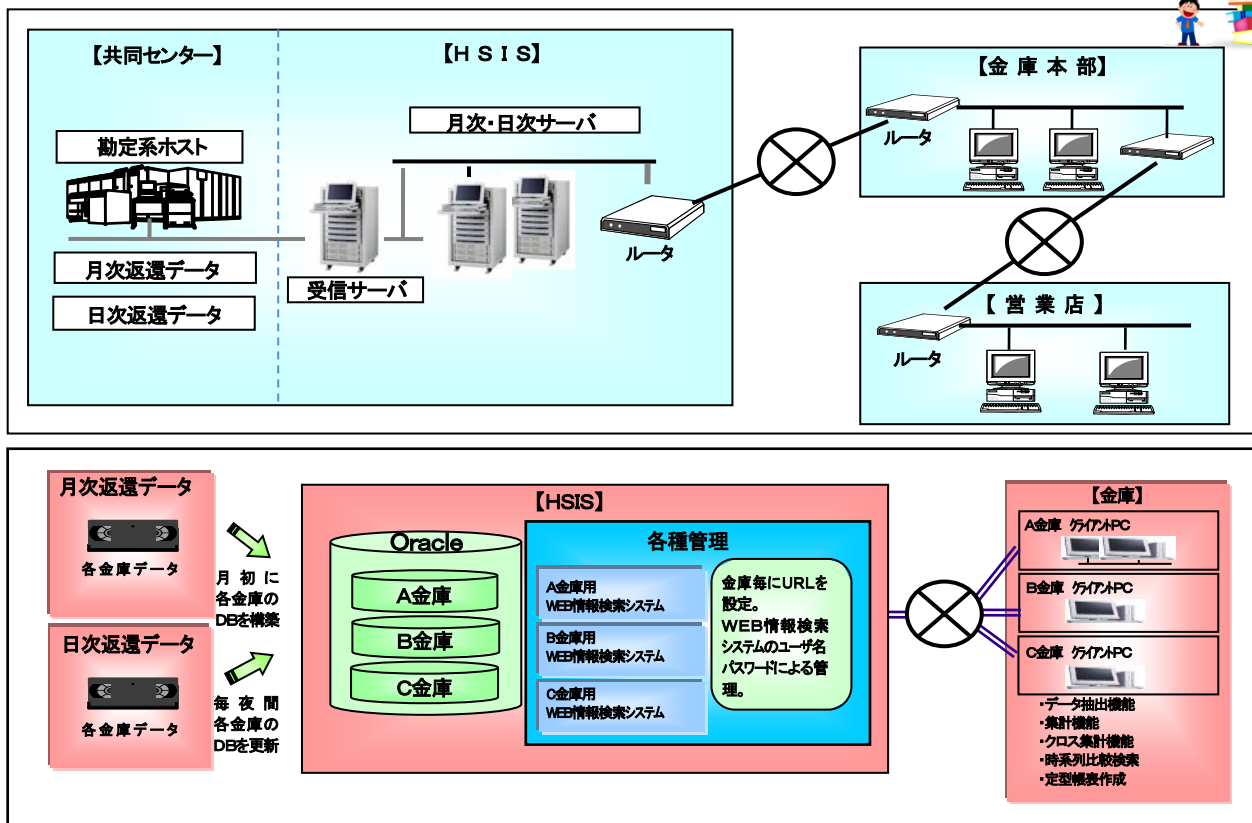 【共同センター】
【ＨＳＩＳ】
月次・日次サーバ
勘定系ホスト
ルータ
月次返還データ
受信サーバ
日次返還データ
【金庫本部】
ルータ
【営業店】
ルータ
月次返還データ
各金庫データ
月初に
各金庫の
DBを構築
日次返還データ
各金庫データ
毎夜間
各金庫の
DBを更新
【HSIS】
Oracle
A金庫
B金庫
C金庫
各種管理
A金庫用
WEB情報検索システム
B金庫用
WEB情報検索システム
C金庫用
WEB情報検索システム
金庫毎にURLを
設定。
ＷＥＢ情報検索
システムのユーザ名
パスワードによる管
理。
【金庫】
A金庫 クライアントPC
B金庫 クライアントPC
C金庫 クライアントPC
・データ抽出機能
・集計機能
・クロス集計機能
・時系列比較検索
・定型帳表作成